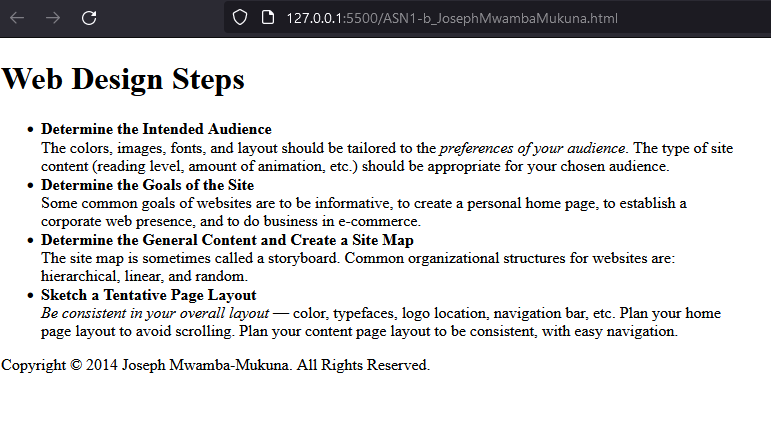 127.0.0.1:5500/ASN1-b_JosephMwambaMukuna.html
Web Design Steps
• Determine the Intended Audience
The colors, images, fonts, and layout should be tailored to the preferences of your audience. The type of site
content (reading level, amount of animation, etc.) should be appropriate for your chosen audience.
• Determine the Goals of the Site
Some common goals of websites are to be informative, to create a personal home page, to establish a
corporate web presence, and to do business in e-commerce.
• Determine the General Content and Create a Site Map
The site map is sometimes called a storyboard. Common organizational structures for websites are:
hierarchical, linear, and random.
• Sketch a Tentative Page Layout
Be consistent in your overall layout — color, typefaces, logo location, navigation bar, etc. Plan your home
page layout to avoid scrolling. Plan your content page layout to be consistent, with easy navigation.
Copyright © 2014 Joseph Mwamba-Mukuna. All Rights Reserved.